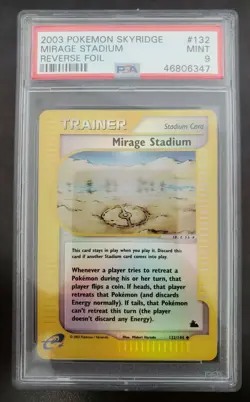 2003 POKEMON SKYRIDGE #132
MIRAGE STADIUM MINT
REVERSE FOIL 9
PSA 46806347
TRAINER Stadium Card
Mirage Stadium
This card stays in play when you play it. Discard this
card if another Stadium card comes into play.
Whenever a player tries to retreat a
Pokémon during his or her turn, that
player flips a coin. If heads, that player
retreats that Pokémon (and discards
Energy normally). If tails, that Pokémon
can't retreat this turn (the player
doesn't discard any Energy).
e